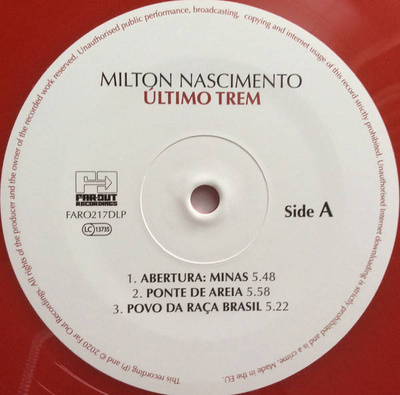 MILTON NASCIMENTO
ÚLTIMO TREM
FAR OUT
RECORDINGS
FARO217DLP
LC 13735
Side A
1. ABERTURA: MINAS 5.48
2. PONTE DE AREIA 5.58
3. POVO DA RAÇA BRASIL 5.22
This recording (P) and © 2020 Far Out Recordings. All rights of the producer and the owner of the recorded work reserved. Unauthorised public performance, broadcasting, copying and internet usage of this record strictly prohibited. Unauthorised Internet downloading is strictly prohibited and is a crime. Made in the EU.